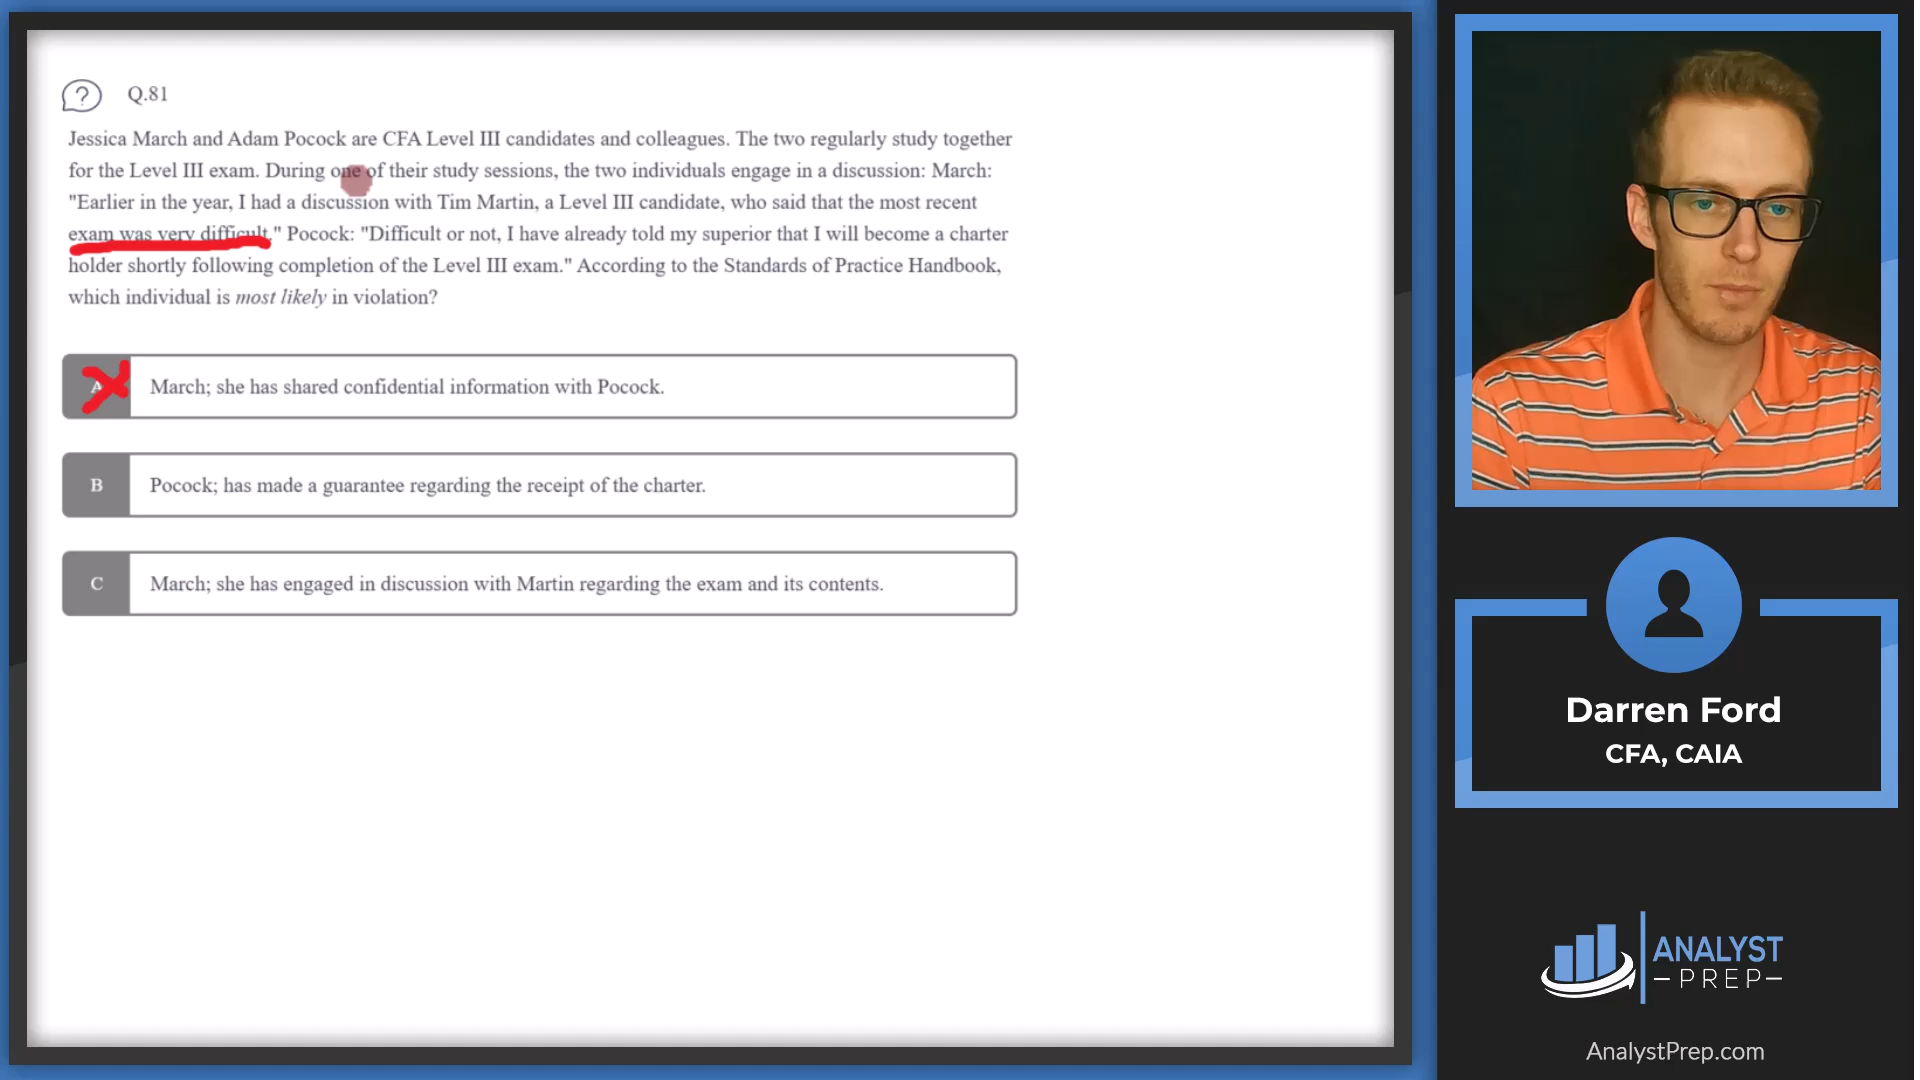 ? Q.81
Jessica March and Adam Pocock are CFA Level III candidates and colleagues. The two regularly study together
for the Level III exam. During one of their study sessions, the two individuals engage in a discussion: March:
"Earlier in the year, I had a discussion with Tim Martin, a Level III candidate, who said that the most recent
exam was very difficult." Pocock: "Difficult or not, I have already told my superior that I will become a charter
holder shortly following completion of the Level III exam." According to the Standards of Practice Handbook,
which individual is most likely in violation?
A March; she has shared confidential information with Pocock.
B Pocock; has made a guarantee regarding the receipt of the charter.
C March; she has engaged in discussion with Martin regarding the exam and its contents.
Darren Ford
CFA, CAIA
ANALYST
–PREP–
AnalystPrep.com